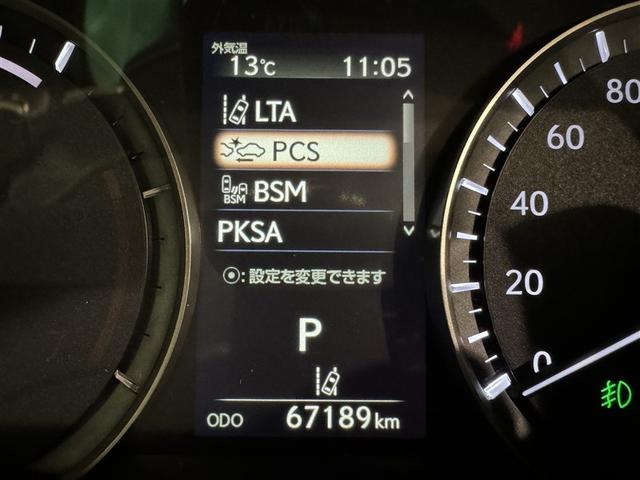 外気温
13℃ 11:05
LTA
PCS
BSM BSM
PKSA
⦿:設定を変更できます
P
ODO 67189km
80
60
40
20
0